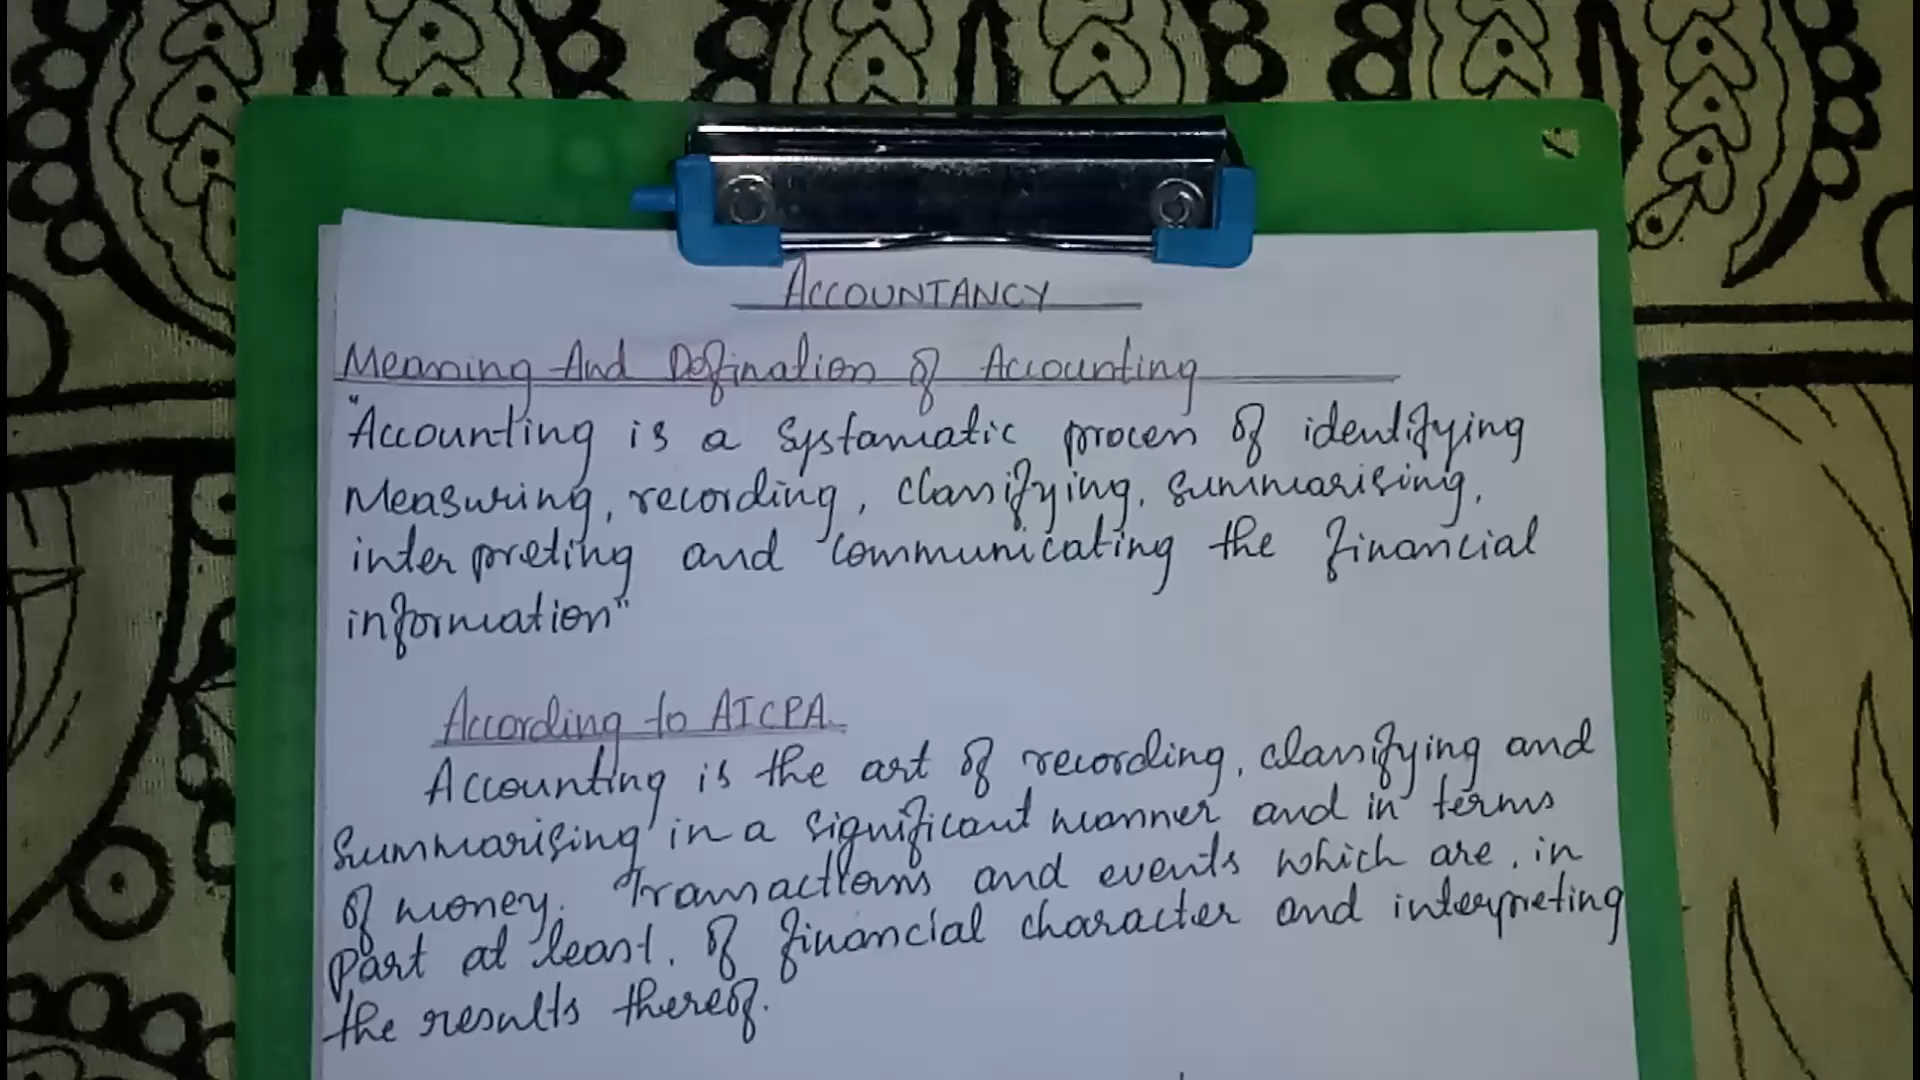 ACCOUNTANCY
Meaning And Defination of Accounting
"Accounting is a Systamatic process of identifying
Measuring, recording, classifying, summarising,
interpreting and communicating the financial
information"
According to AICPA
Accounting is the art of recording, classifying and
Summarising in a significant manner and in terms
of money. Transactions and events which are, in
Part at least, of financial character and interpreting
the results thereof.